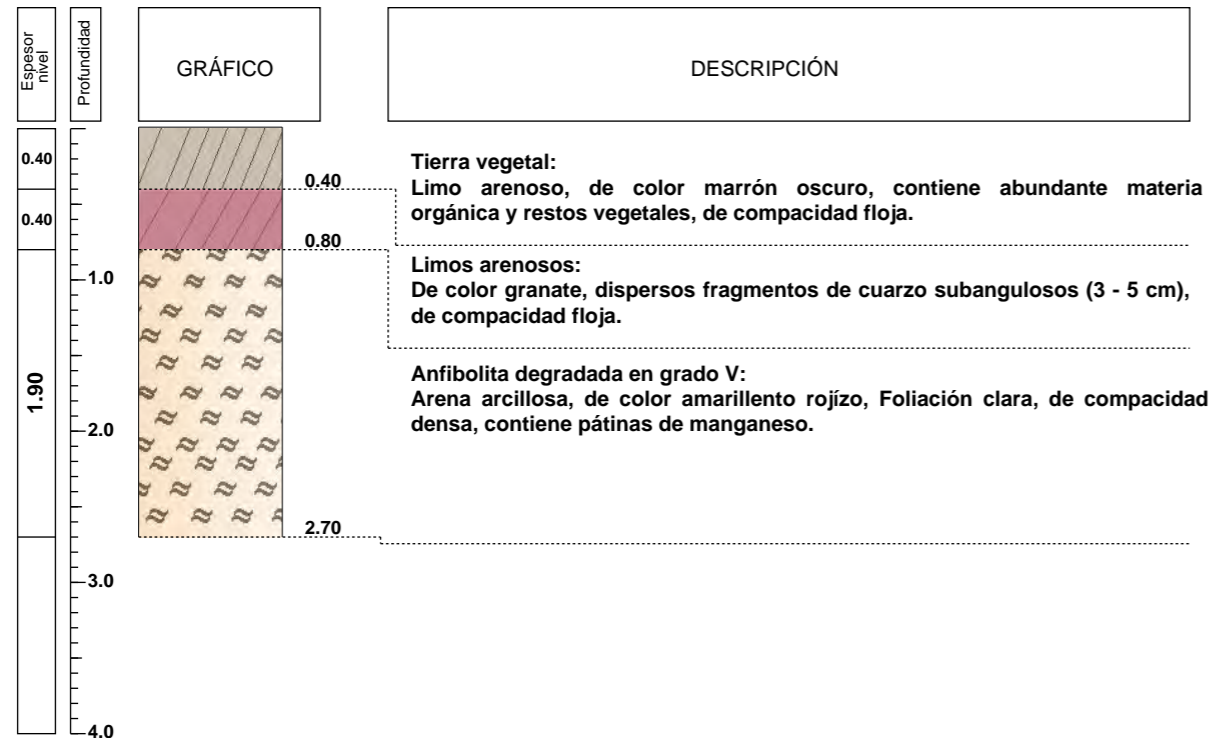 Espesor
nivel
Profundidad
GRÁFICO
DESCRIPCIÓN
0.40
0.40
Tierra vegetal:
Limo arenoso, de color marrón oscuro, contiene abundante materia
orgánica y restos vegetales, de compacidad floja.
0.40
0.80
Limos arenosos:
De color granate, dispersos fragmentos de cuarzo subangulosos (3 - 5 cm),
de compacidad floja.
1.0
1.90
Anfibolita degradada en grado V:
Arena arcillosa, de color amarillento rojízo, Foliación clara, de compacidad
densa, contiene pátinas de manganeso.
2.0
2.70
3.0
4.0